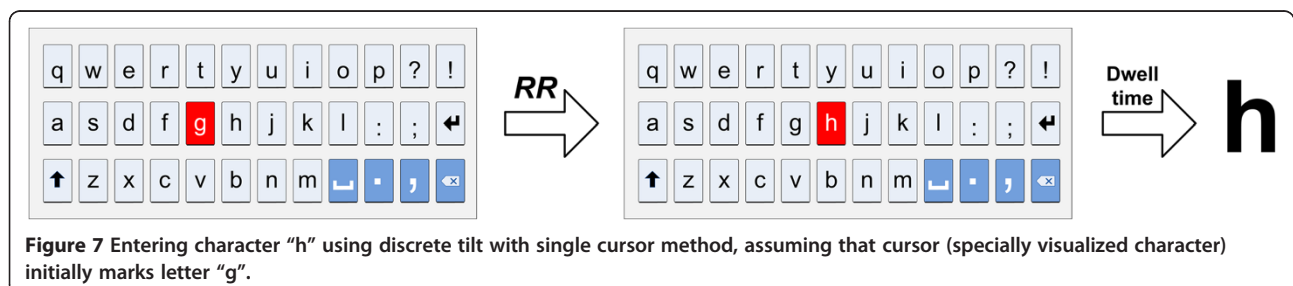 q w e r t y u i o p ? !
a s d f g h j k l : ; ↵
⬆ z x c v b n m ␣ . , ⌫
RR
q w e r t y u i o p ? !
a s d f g h j k l : ; ↵
⬆ z x c v b n m ␣ . , ⌫
Dwell
time
h
Figure 7 Entering character “h” using discrete tilt with single cursor method, assuming that cursor (specially visualized character)
initially marks letter “g”.